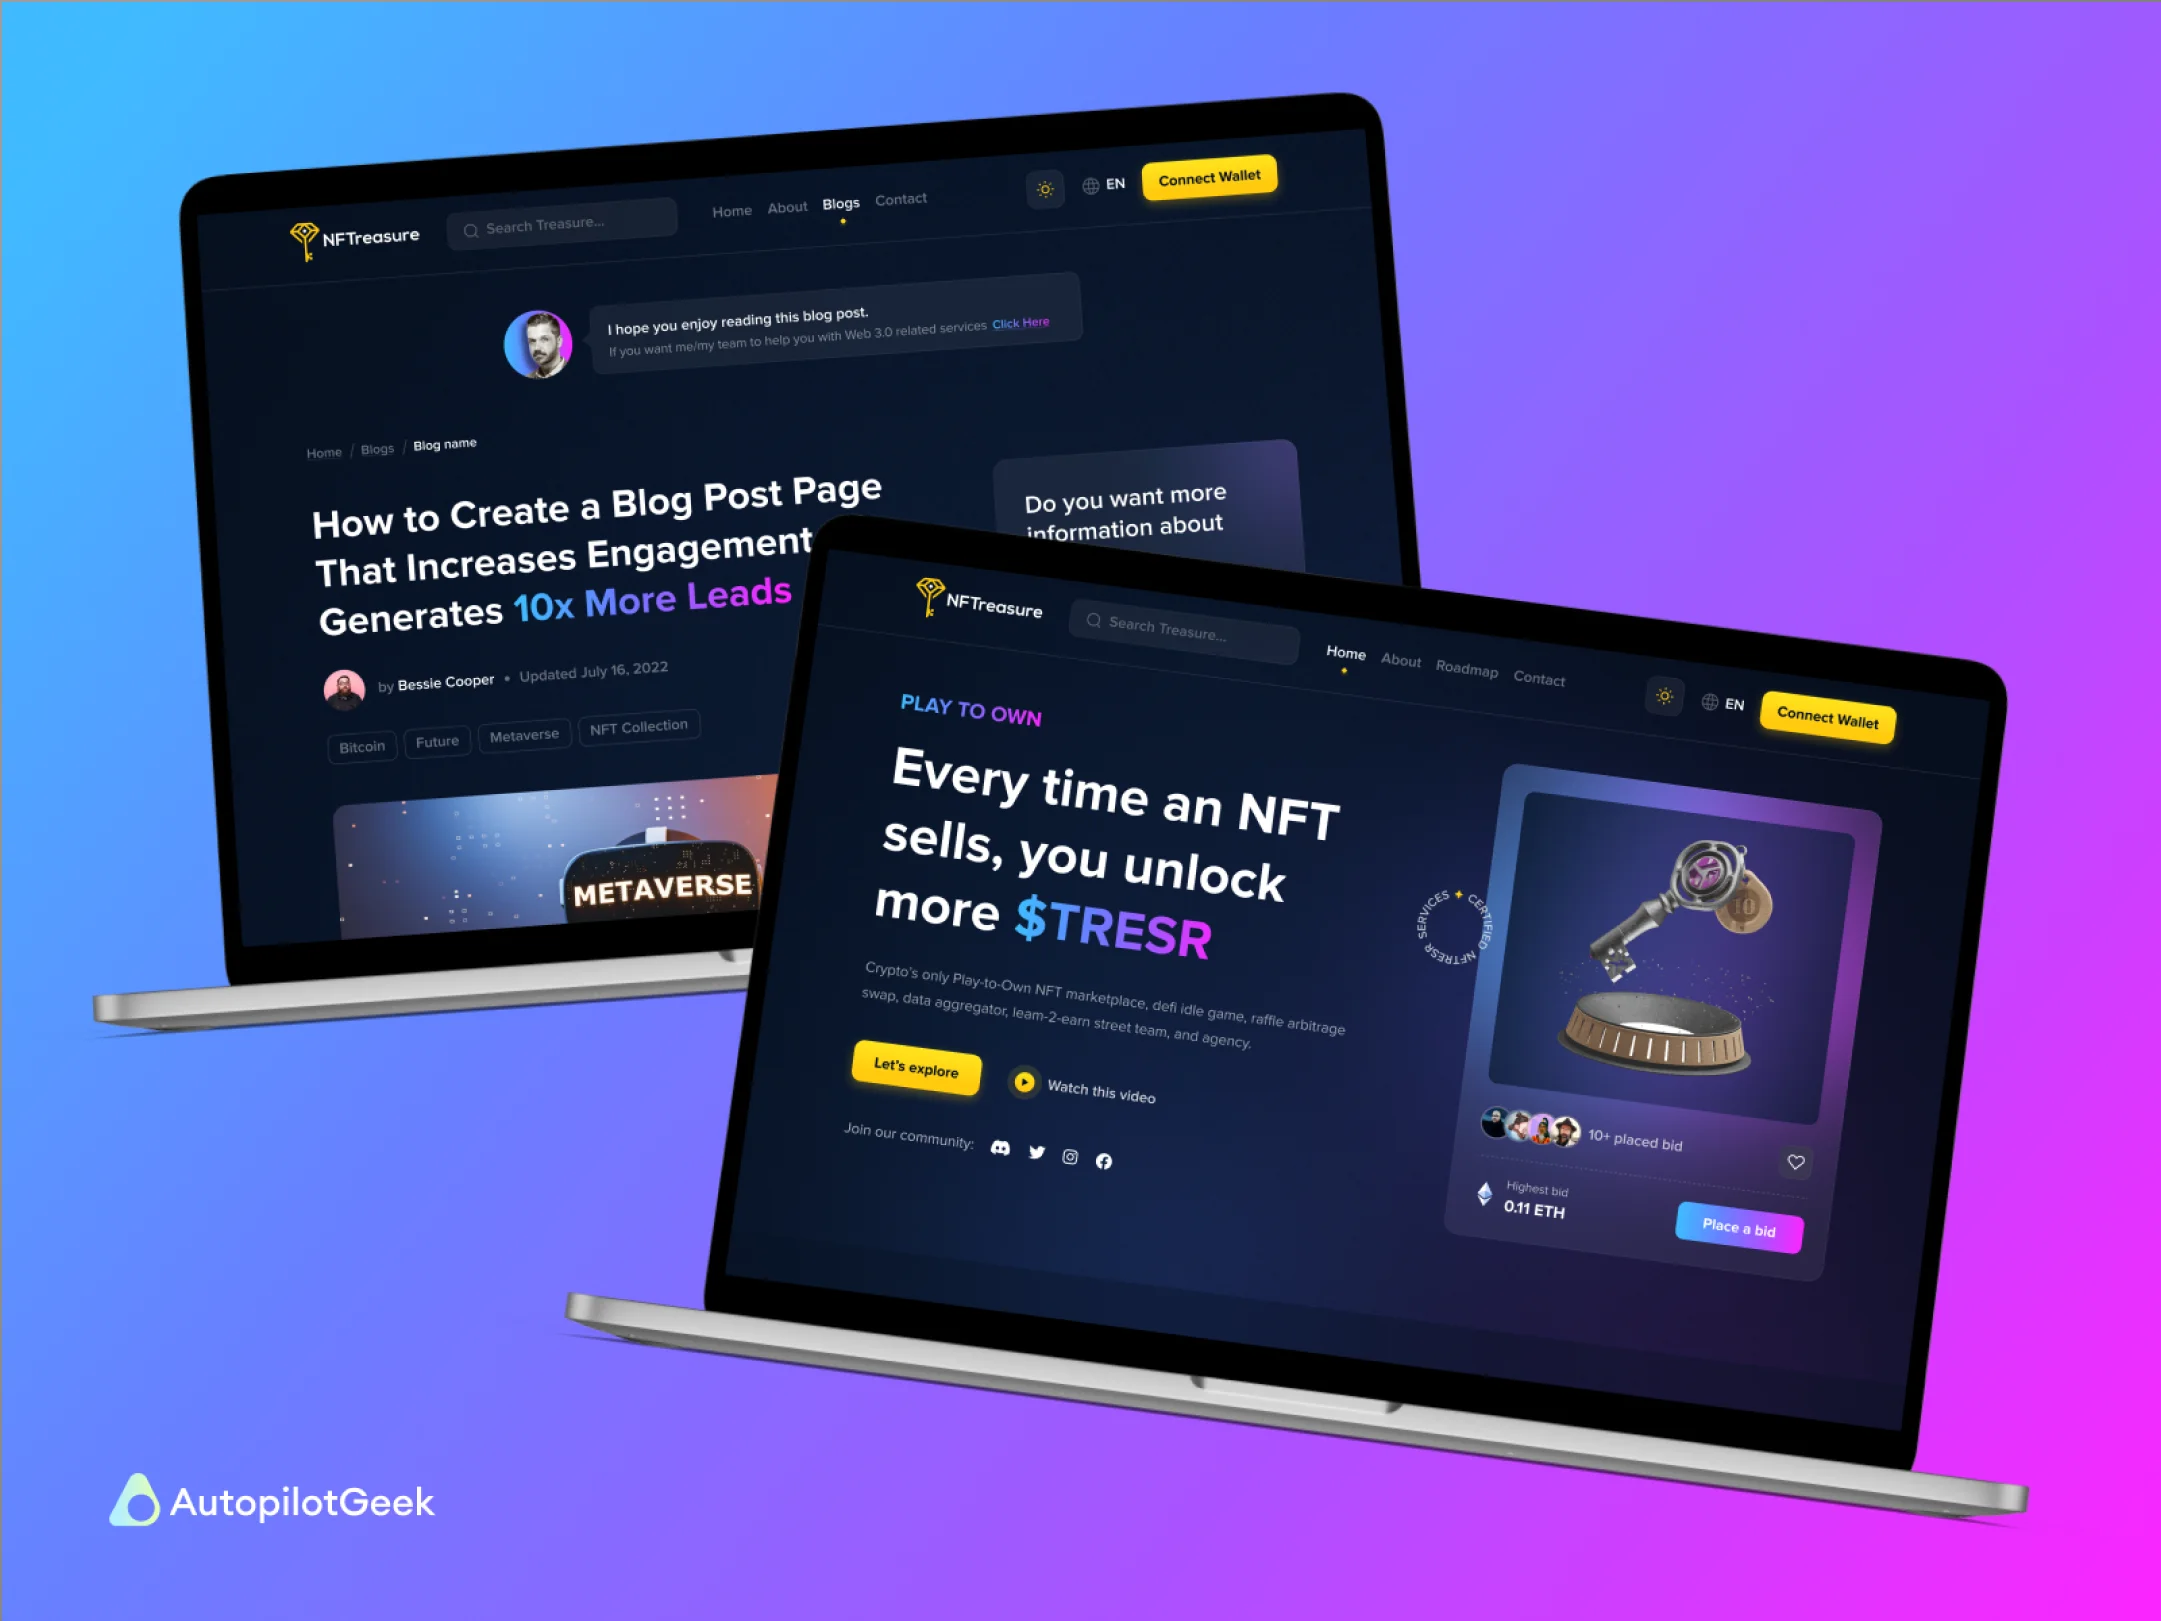 NFTreasure
Search Treasure...
Home About Blogs Contact
EN
Connect Wallet
I hope you enjoy reading this blog post.
If you want me/my team to help you with Web 3.0 related services Click Here
Home / Blogs / Blog name
How to Create a Blog Post Page
That Increases Engagement
Generates 10x More Leads
by Bessie Cooper • Updated July 16, 2022
Bitcoin Future Metaverse NFT Collection
METAVERSE
Do you want more
information about
NFTreasure
Search Treasure...
Home About Roadmap Contact
EN
Connect Wallet
PLAY TO OWN
Every time an NFT
sells, you unlock
more $TRESR
Crypto's only Play-to-Own NFT marketplace, defi idle game, raffle arbitrage
swap, data aggregator, leam-2-earn street team, and agency.
Let's explore
Watch this video
Join our community:
CERTIFIED NFTRESR SERVICES
10
10+ placed bid
Highest bid
0.11 ETH
Place a bid
AutopilotGeek